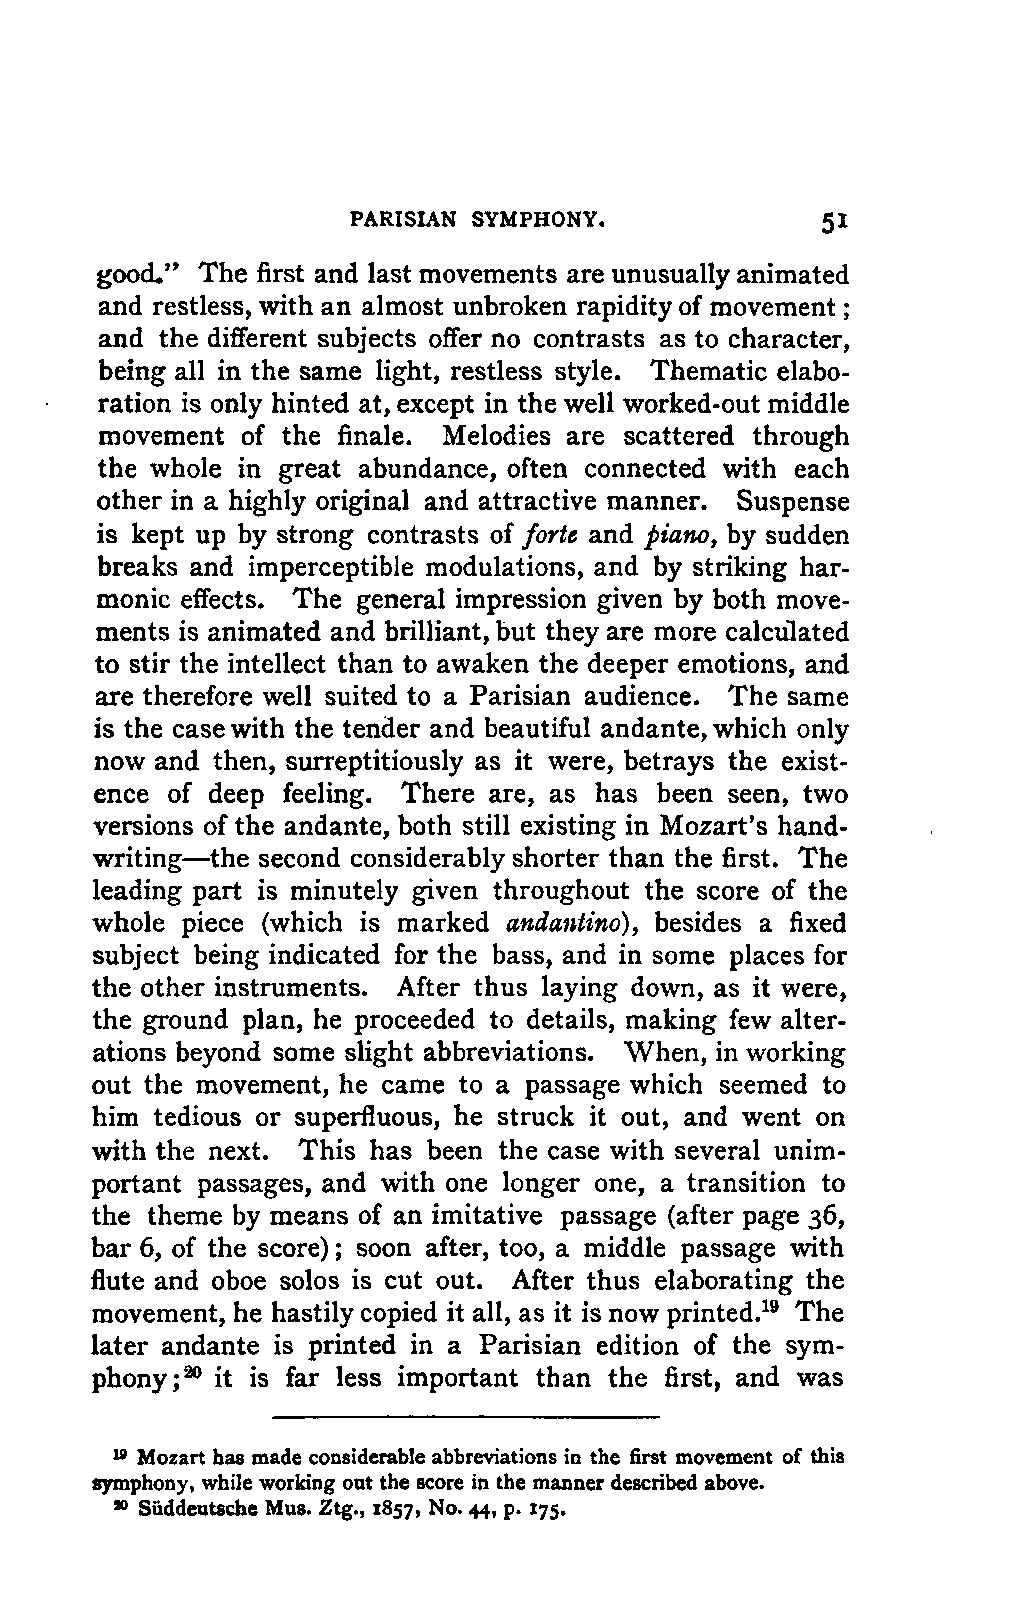 PARISIAN SYMPHONY. 51
good." The first and last movements are unusually animated
and restless, with an almost unbroken rapidity of movement ;
and the different subjects offer no contrasts as to character,
being all in the same light, restless style. Thematic elabo-
ration is only hinted at, except in the well worked-out middle
movement of the finale. Melodies are scattered through
the whole in great abundance, often connected with each
other in a highly original and attractive manner. Suspense
is kept up by strong contrasts of forte and piano, by sudden
breaks and imperceptible modulations, and by striking har-
monic effects. The general impression given by both move-
ments is animated and brilliant, but they are more calculated
to stir the intellect than to awaken the deeper emotions, and
are therefore well suited to a Parisian audience. The same
is the case with the tender and beautiful andante, which only
now and then, surreptitiously as it were, betrays the exist-
ence of deep feeling. There are, as has been seen, two
versions of the andante, both still existing in Mozart's hand-
writing—the second considerably shorter than the first. The
leading part is minutely given throughout the score of the
whole piece (which is marked andantino), besides a fixed
subject being indicated for the bass, and in some places for
the other instruments. After thus laying down, as it were,
the ground plan, he proceeded to details, making few alter-
ations beyond some slight abbreviations. When, in working
out the movement, he came to a passage which seemed to
him tedious or superfluous, he struck it out, and went on
with the next. This has been the case with several unim-
portant passages, and with one longer one, a transition to
the theme by means of an imitative passage (after page 36,
bar 6, of the score) ; soon after, too, a middle passage with
flute and oboe solos is cut out. After thus elaborating the
movement, he hastily copied it all, as it is now printed.¹⁹ The
later andante is printed in a Parisian edition of the sym-
phony ;²⁰ it is far less important than the first, and was
¹⁹ Mozart has made considerable abbreviations in the first movement of this
symphony, while working out the score in the manner described above.
²⁰ Süddeutsche Mus. Ztg., 1857, No. 44, p. 175.